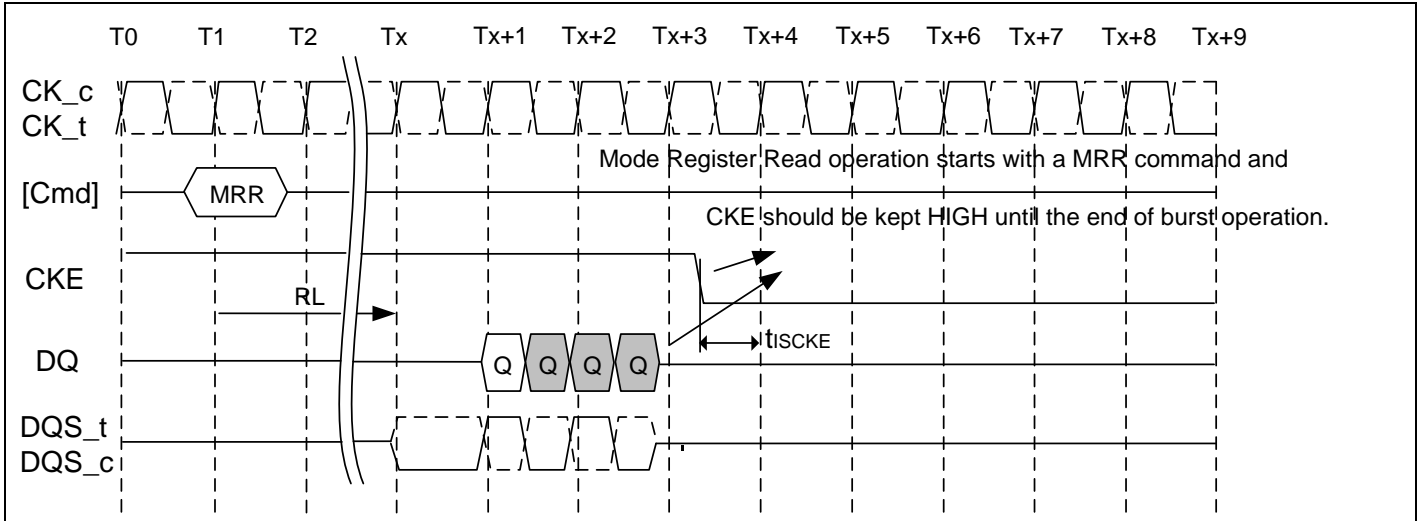 T0 T1 T2 Tx Tx+1 Tx+2 Tx+3 Tx+4 Tx+5 Tx+6 Tx+7 Tx+8 Tx+9
CK_c
CK_t
Mode Register Read operation starts with a MRR command and
[Cmd] MRR
CKE should be kept HIGH until the end of burst operation.
CKE
RL
tISCKE
DQ Q Q Q Q
DQS_t
DQS_c